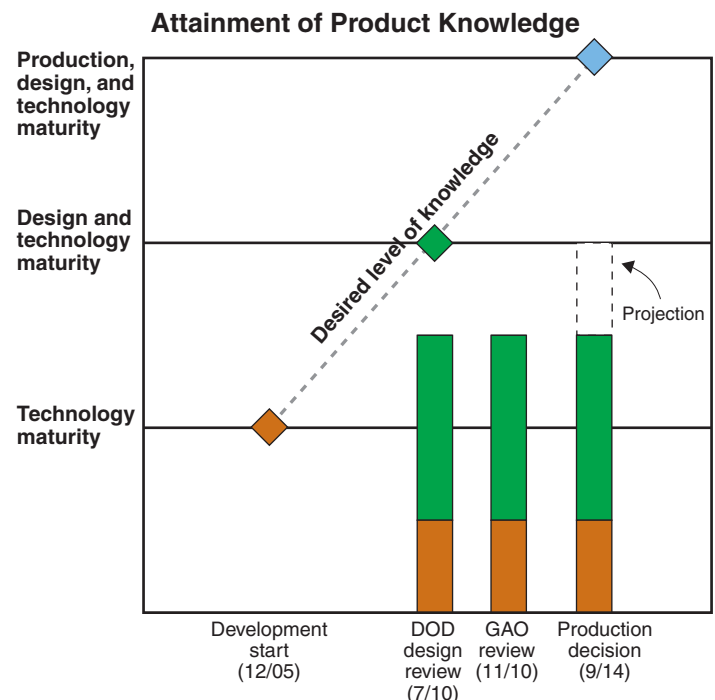 Attainment of Product Knowledge
Production,
design, and
technology
maturity
Design and
technology
maturity
Technology
maturity
Desired level of knowledge
Projection
Development
start
(12/05)
DOD
design
review
(7/10)
GAO
review
(11/10)
Production
decision
(9/14)